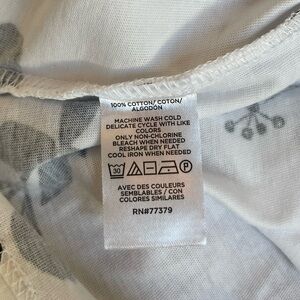 100% COTTON/ COTON/
ALGODÓN
MACHINE WASH COLD
DELICATE CYCLE WITH LIKE
COLORS
ONLY NON-CHLORINE
BLEACH WHEN NEEDED
RESHAPE DRY FLAT
COOL IRON WHEN NEEDED
30 P
AVEC DES COULEURS
SEMBLABLES / CON
COLORES SIMILARES
RN#77379